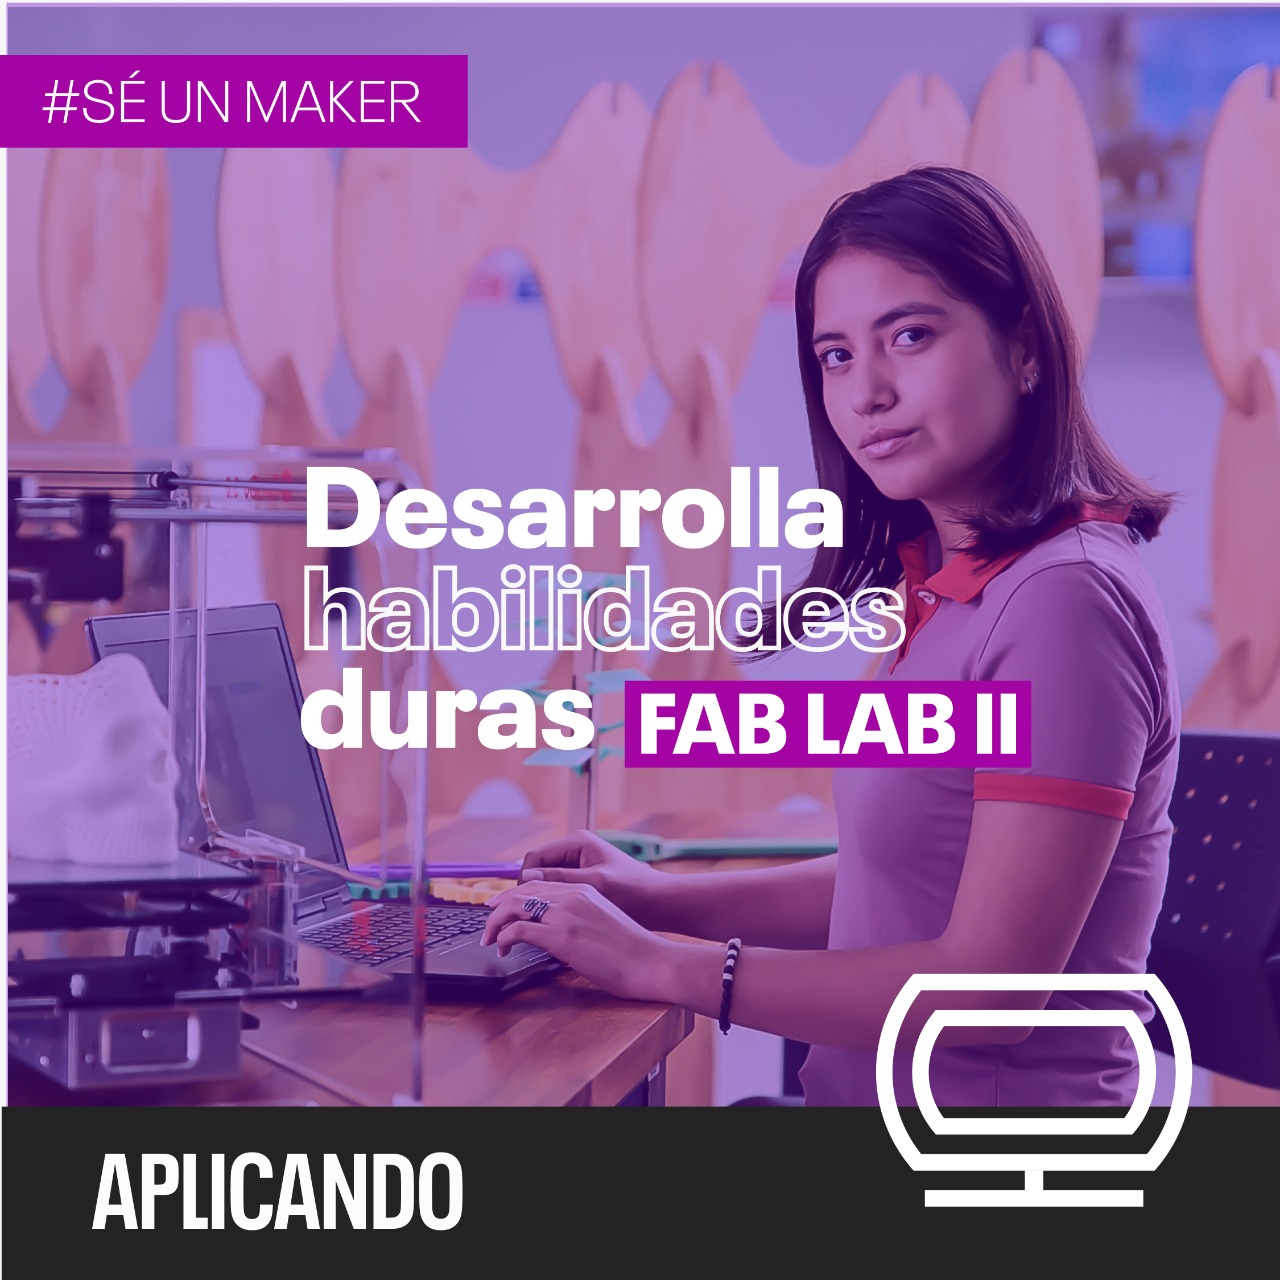 #SÉ UN MAKER
Desarrolla
habilidades
duras FAB LAB II
APLICANDO